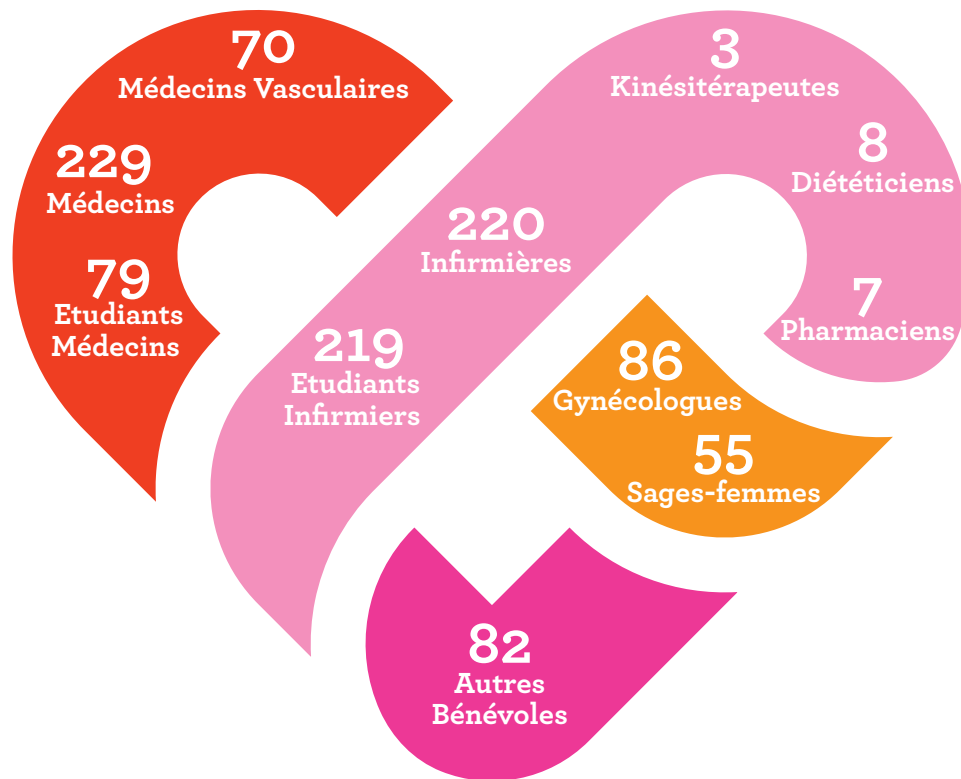 70
Médecins Vasculaires
229
Médecins
79
Etudiants
Médecins
3
Kinésitérapeutes
8
Diététiciens
7
Pharmaciens
220
Infirmières
219
Etudiants
Infirmiers
86
Gynécologues
55
Sages-femmes
82
Autres
Bénévoles